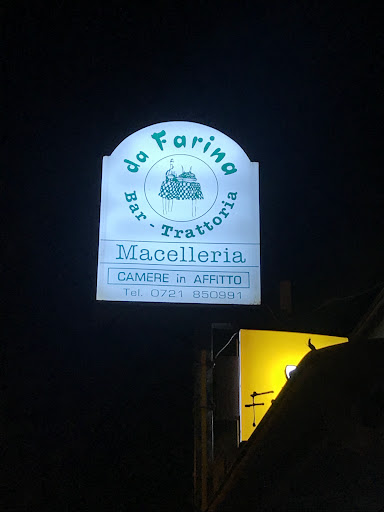 da Farina
Bar - Trattoria
Macelleria
CAMERE in AFFITTO
Tel. 0721 850991